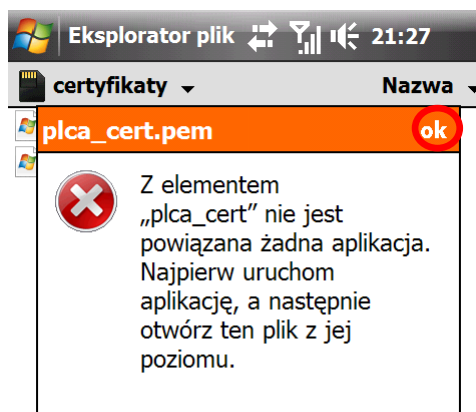 Eksplorator plik 21:27
certyfikaty Nazwa
plca_cert.pem ok
Z elementem
„plca_cert” nie jest
powiązana żadna aplikacja.
Najpierw uruchom
aplikację, a następnie
otwórz ten plik z jej
poziomu.